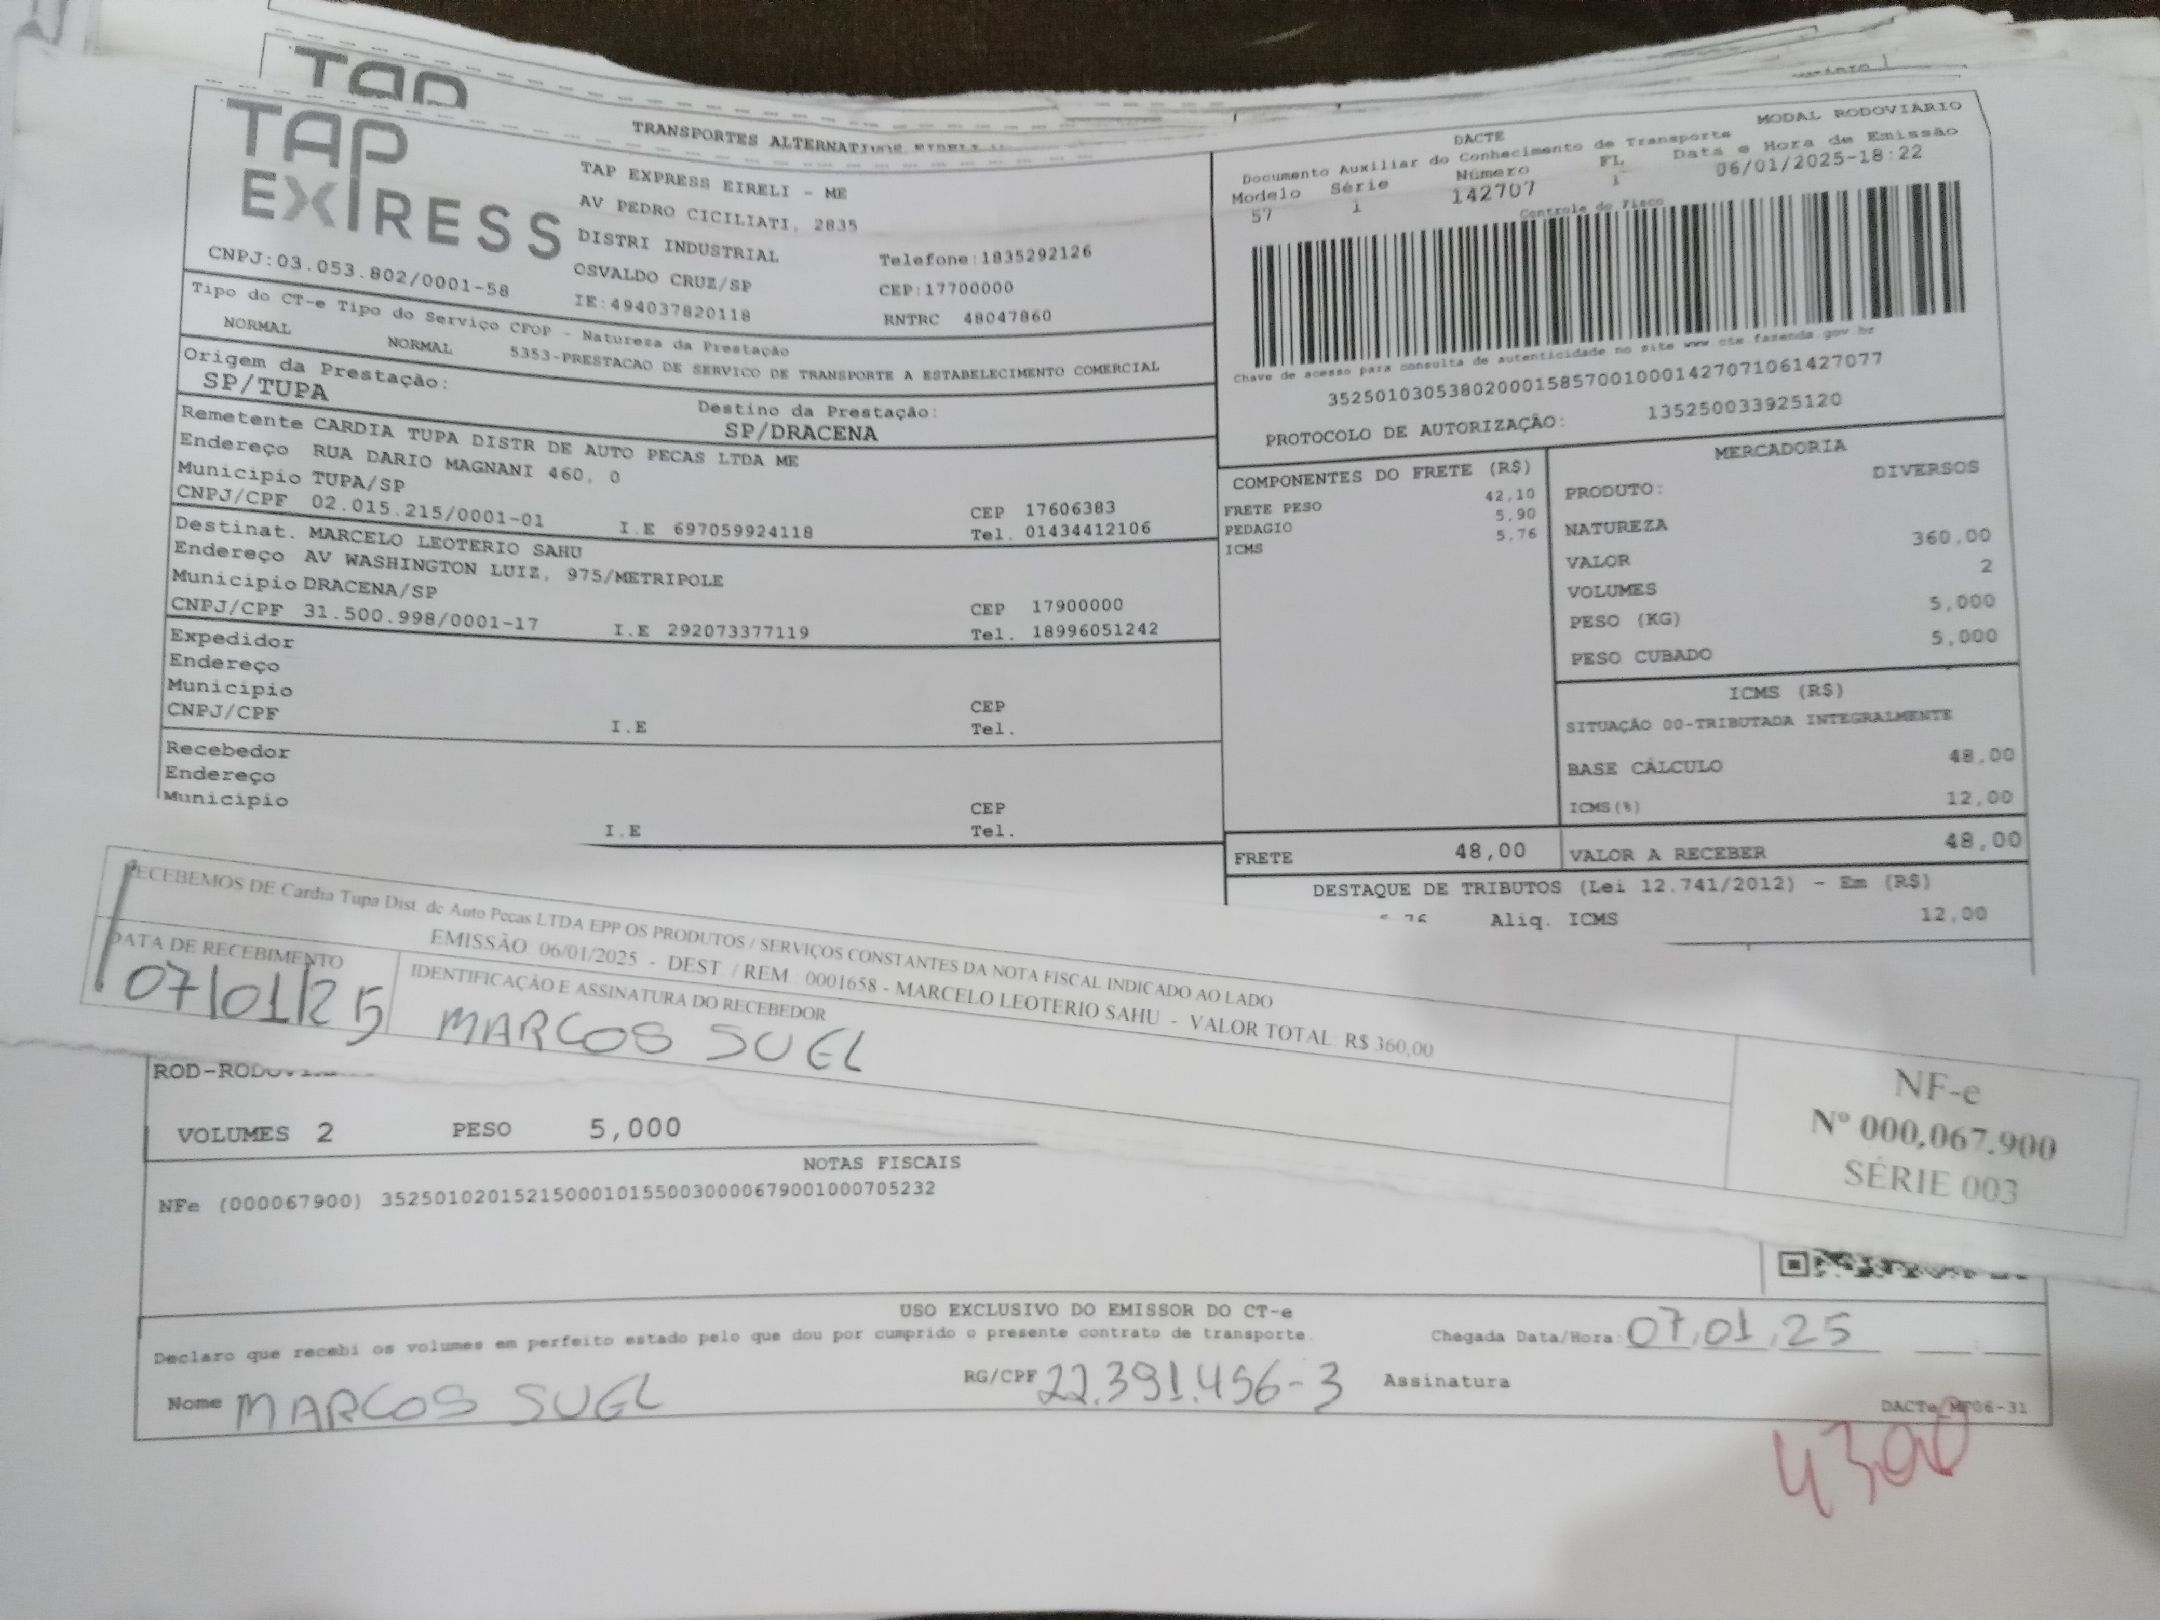 TAP
TRANSPORTES
TAP
EXPRESS
CNPJ:03.053.802/0001-58
TAP EXPRESS EIRELI - ME
AV PEDRO CICILIATI, 2835
DISTRI INDUSTRIAL
Telefone:1835292126
OSVALDO CRUZ/SP
CEP:17700000
IE:494037820118
RNTRC 48047860
Tipo do CT-e Tipo do Serviço CFOP - Natureza da Prestação
NORMAL NORMAL 5353-PRESTACAO DE SERVICO DE TRANSPORTE A ESTABELECIMENTO COMERCIAL
Origem da Prestação:
SP/TUPA
Destino da Prestação:
SP/DRACENA
Remetente CARDIA TUPA DISTR DE AUTO PECAS LTDA ME
Endereço RUA DARIO MAGNANI 460, 0
Municipio TUPA/SP
CEP 17606383
CNPJ/CPF 02.015.215/0001-01 I.E 697059924118 Tel. 01434412106
Destinat. MARCELO LEOTERIO SAHU
Endereço AV WASHINGTON LUIZ, 975/METRIPOLE
Municipio DRACENA/SP
CEP 17900000
CNPJ/CPF 31.500.998/0001-17 I.E 292073377119 Tel. 18996051242
Expedidor
Endereço
Municipio
CEP
CNPJ/CPF I.E Tel.
Recebedor
Endereço
Municipio
CEP
I.E Tel.
DACTE
MODAL RODOVIÁRIO
Documento Auxiliar do Conhecimento de Transporte
Modelo Série Número FL Data e Hora de Emissão
57 1 142707 1 06/01/2025-18:22
Controle do Fisco
Chave de acesso para consulta de autenticidade no site www.cte.fazenda.gov.br
35250103053802000158570010001427071061427077
PROTOCOLO DE AUTORIZAÇÃO: 135250033925120
COMPONENTES DO FRETE (R$)
FRETE PESO 42,10
PEDAGIO 5,90
ICMS 5,76
MERCADORIA
PRODUTO: DIVERSOS
NATUREZA
VALOR 360,00
VOLUMES 2
PESO (KG) 5,000
PESO CUBADO 5,000
ICMS (R$)
SITUAÇÃO 00-TRIBUTADA INTEGRALMENTE
BASE CÁLCULO 48,00
ICMS(%) 12,00
FRETE 48,00
VALOR A RECEBER 48,00
DESTAQUE DE TRIBUTOS (Lei 12.741/2012) - Em (R$)
Aliq. ICMS 12,00
RECEBEMOS DE Cardia Tupa Dist. de Auto Pecas LTDA EPP OS PRODUTOS / SERVIÇOS CONSTANTES DA NOTA FISCAL INDICADO AO LADO
EMISSÃO: 06/01/2025 - DEST. / REM.: 0001658 - MARCELO LEOTERIO SAHU - VALOR TOTAL: R$ 360,00
DATA DE RECEBIMENTO
07/01/25
IDENTIFICAÇÃO E ASSINATURA DO RECEBEDOR
MARCOS SUEL
NF-e
Nº 000,067.900
SÉRIE 003
VOLUMES 2 PESO 5,000
NOTAS FISCAIS
NFe (000067900) 35250102015215000101550030000679001000705232
USO EXCLUSIVO DO EMISSOR DO CT-e
Declaro que recebi os volumes em perfeito estado pelo que dou por cumprido o presente contrato de transporte.
Chegada Data/Hora: 07/01/25
Nome MARCOS SUEL
RG/CPF 22.391.456-3
Assinatura
DACTe MF06-31
4300